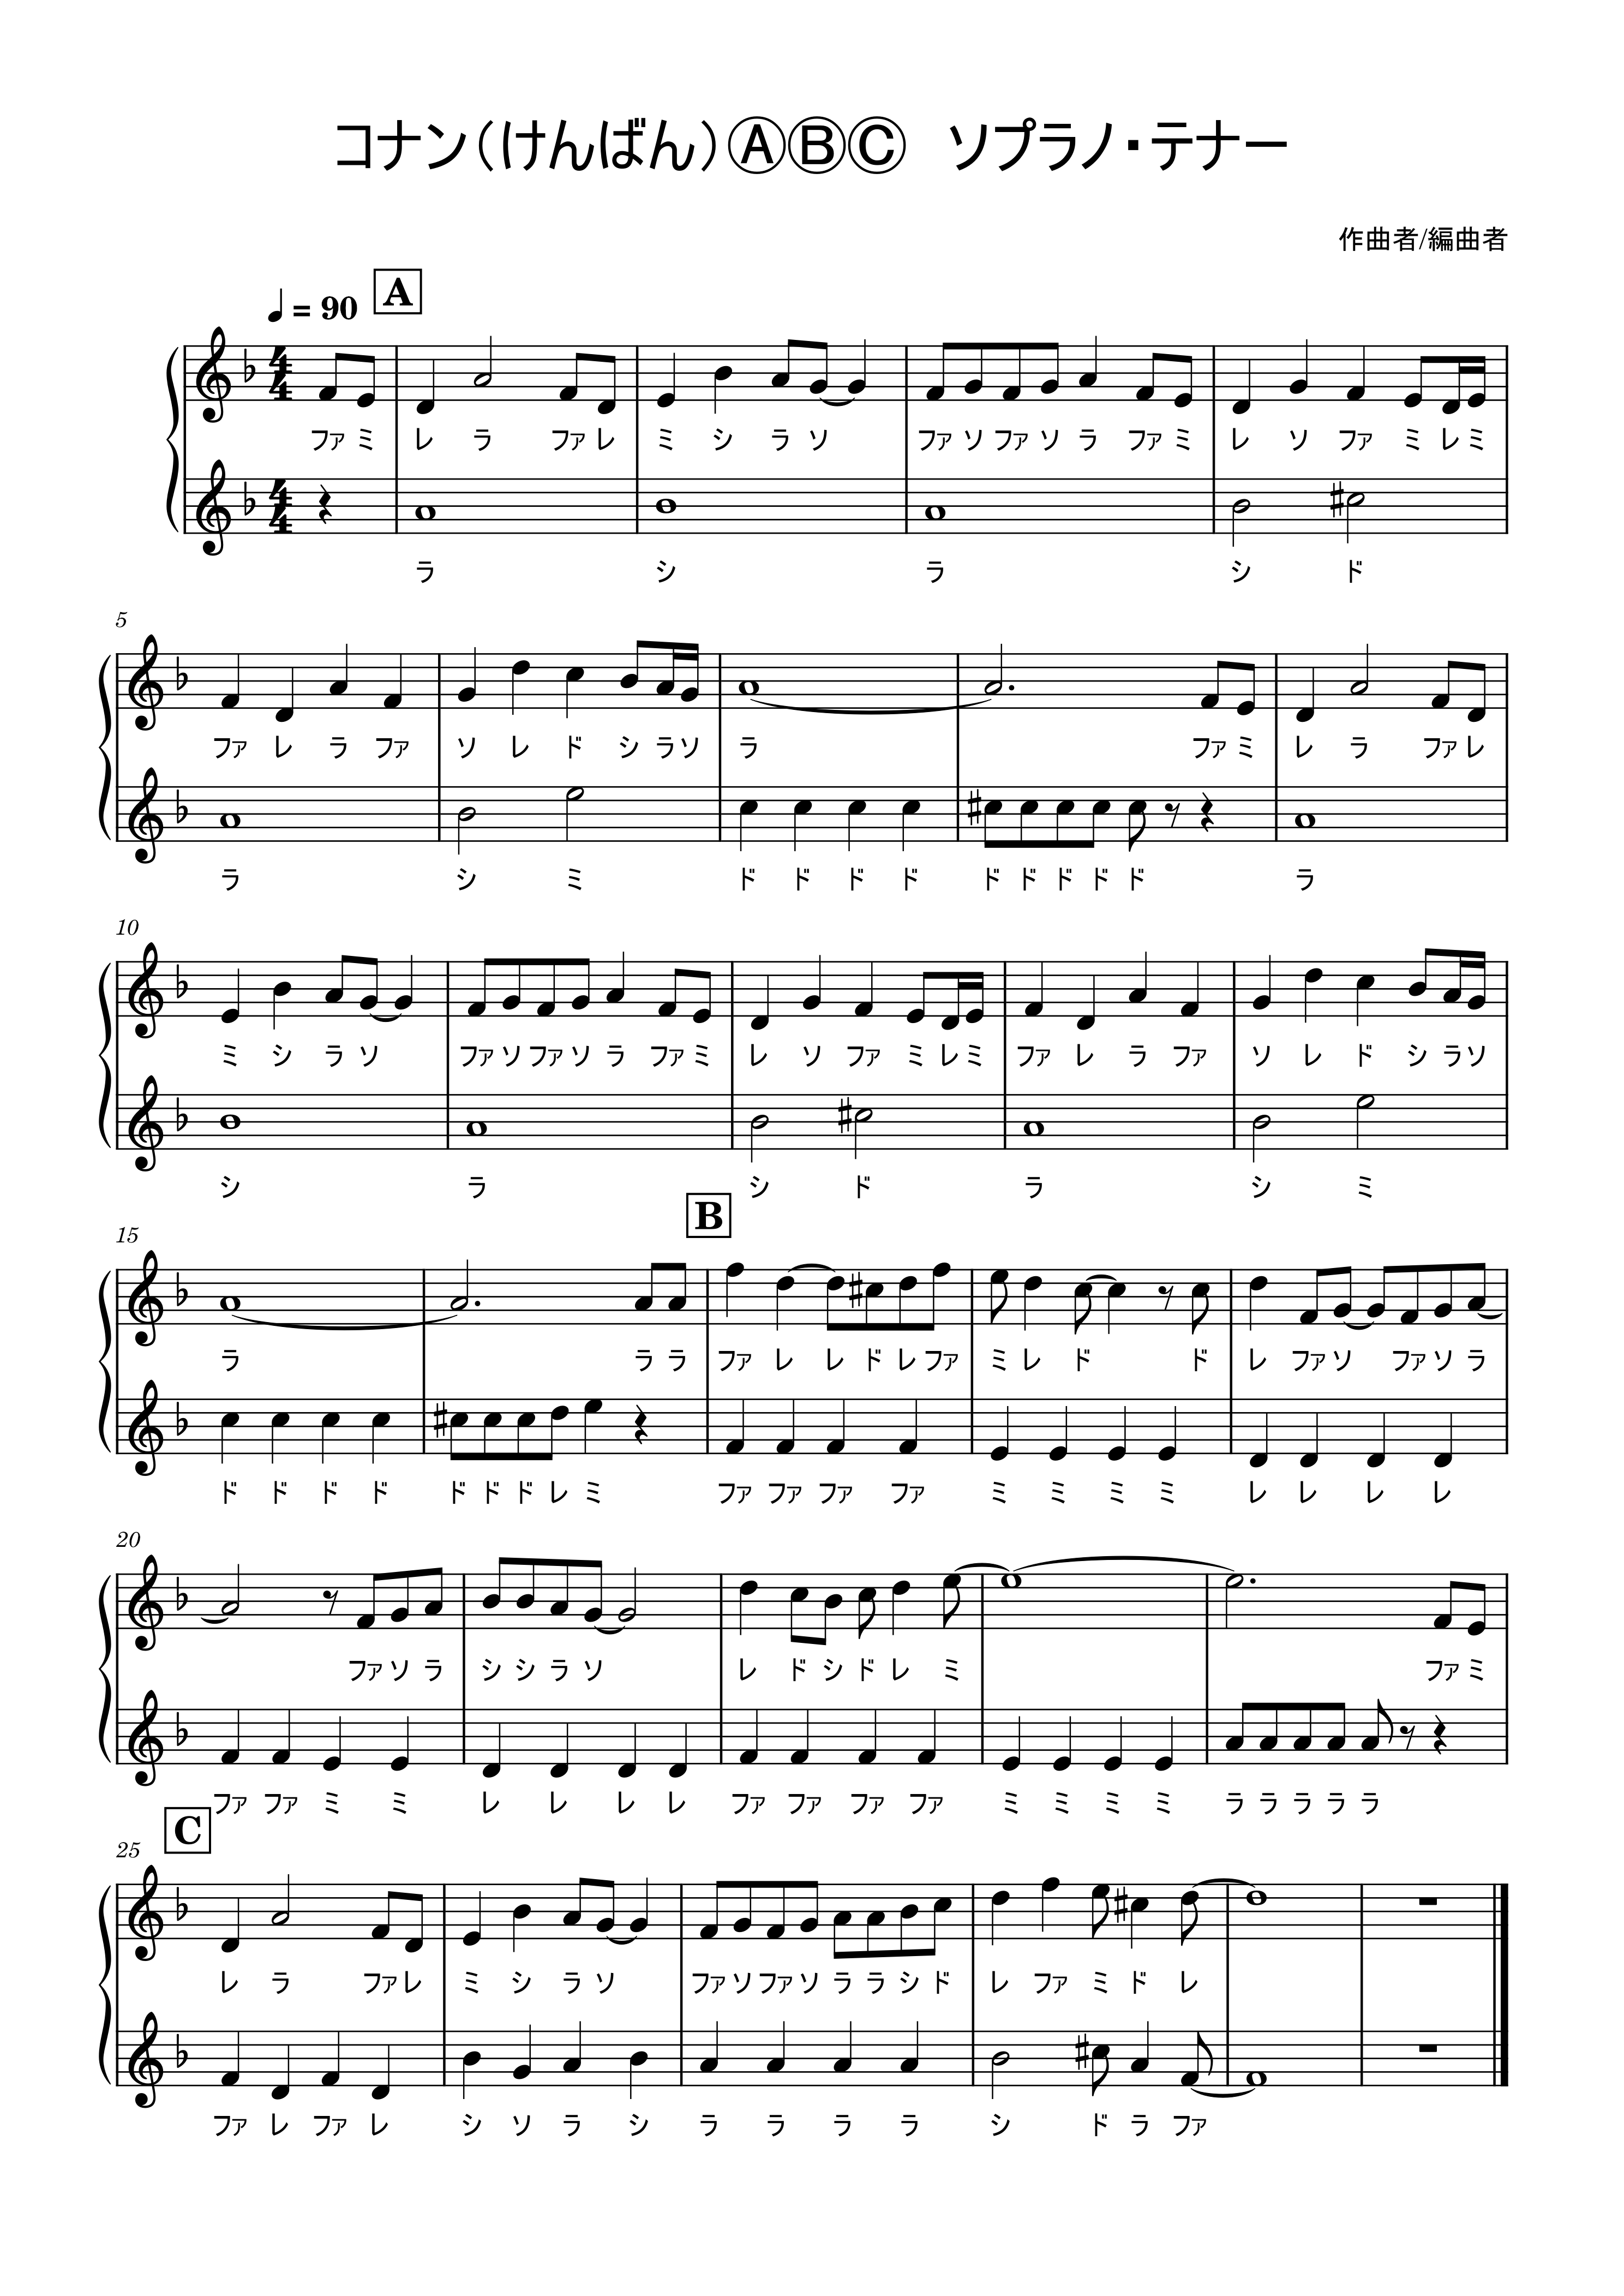 コナン(けんばん)ⒶⒷⒸ ソプラノ・テナー
作曲者/編曲者
= 90
A
ファ ミ レ ラ ファ レ ミ シ ラ ソ ファ ソ ファ ソ ラ ファ ミ レ ソ ファ ミ レ ミ
ラ シ ラ シ ド
5
ファ レ ラ ファ ソ レ ド シ ラ ソ ラ ファ ミ レ ラ ファ レ
ラ シ ミ ド ド ド ド ド ド ド ド ド ラ
10
ミ シ ラ ソ ファ ソ ファ ソ ラ ファ ミ レ ソ ファ ミ レ ミ ファ レ ラ ファ ソ レ ド シ ラ ソ
シ ラ シ ド ラ シ ミ
15
B
ラ ラ ラ ファ レ レ ド レ ファ ミ レ ド ド レ ファ ソ ファ ソ ラ
ド ド ド ド ド ド ド レ ミ ファ ファ ファ ファ ミ ミ ミ ミ レ レ レ レ
20
ファ ソ ラ シ シ ラ ソ レ ド シ ド レ ミ ファ ミ
ファ ファ ミ ミ レ レ レ レ ファ ファ ファ ファ ミ ミ ミ ミ ラ ラ ラ ラ ラ
25
C
レ ラ ファ レ ミ シ ラ ソ ファ ソ ファ ソ ラ ラ シ ド レ ファ ミ ド レ
ファ レ ファ レ シ ソ ラ シ ラ ラ ラ ラ シ ド ラ ファ